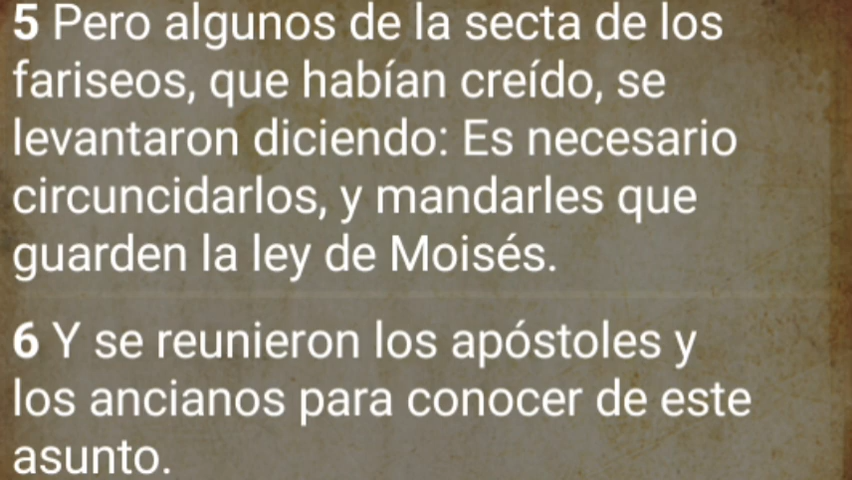 5 Pero algunos de la secta de los
fariseos, que habían creído, se
levantaron diciendo: Es necesario
circuncidarlos, y mandarles que
guarden la ley de Moisés.
6 Y se reunieron los apóstoles y
los ancianos para conocer de este
asunto.